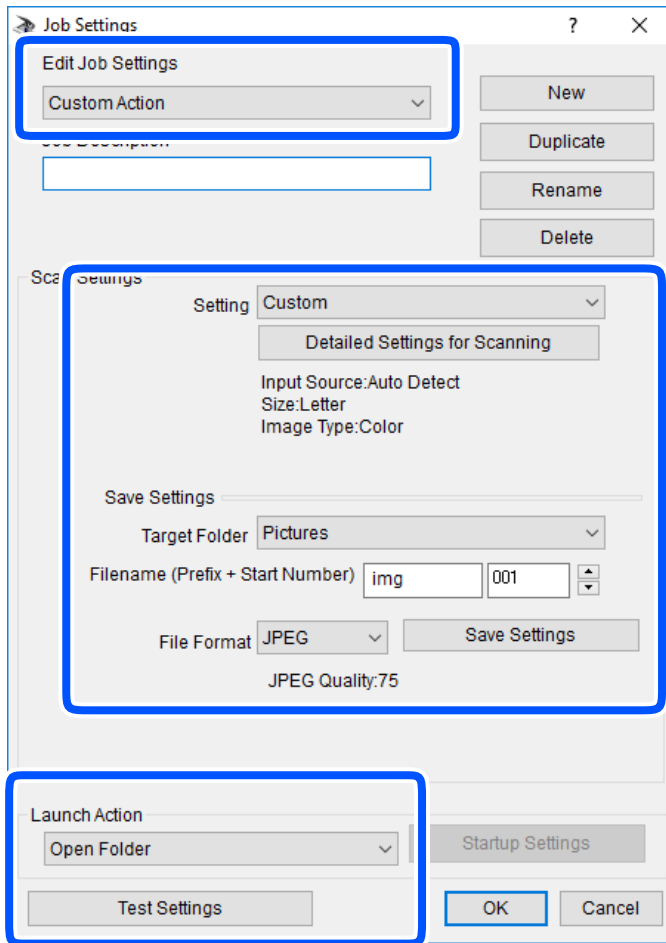 Job Settings
?
Edit Job Settings
Custom Action
New
Duplicate
Rename
Delete
Settings
Setting
Custom
Detailed Settings for Scanning
Input Source:Auto Detect
Size:Letter
Image Type:Color
Save Settings
Target Folder
Pictures
Filename (Prefix + Start Number)
img
001
File Format
JPEG
Save Settings
JPEG Quality:75
Launch Action
Open Folder
Startup Settings
Test Settings
OK
Cancel